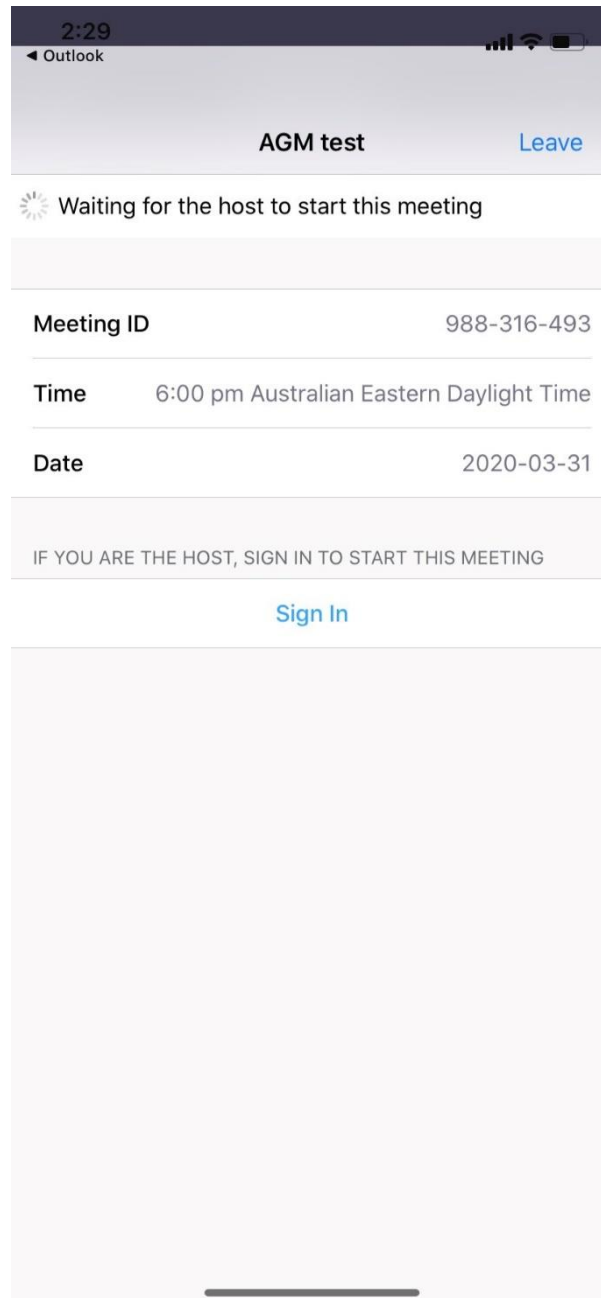 2:29
◀ Outlook
AGM test Leave
Waiting for the host to start this meeting
Meeting ID 988-316-493
Time 6:00 pm Australian Eastern Daylight Time
Date 2020-03-31
IF YOU ARE THE HOST, SIGN IN TO START THIS MEETING
Sign In